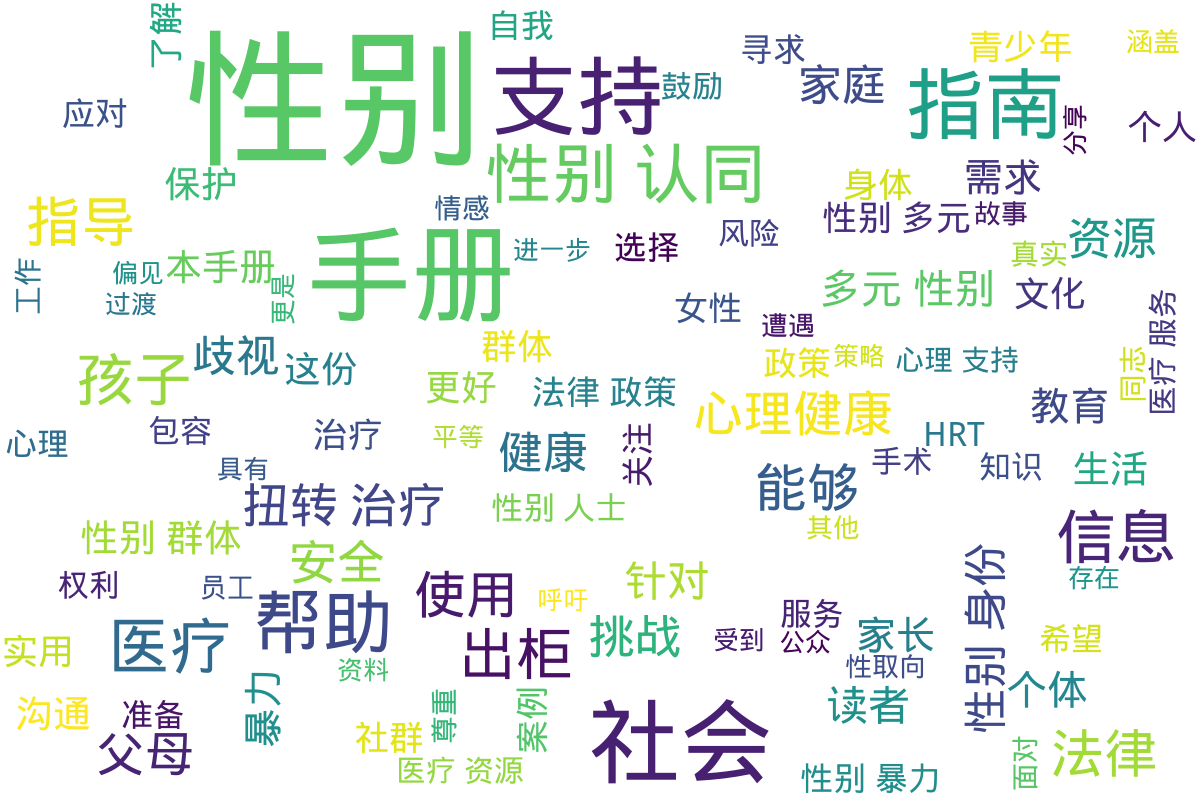 了解
自我
性别
支持
鼓励
寻求
家庭
指南
青少年
涵盖
分享
个人
应对
保护
性别 认同
身体
需求
指导
情感
手册
进一步
选择
风险
性别 多元
故事
真实
资源
工作
偏见
本手册
过渡
更是
女性
遭遇
多元 性别
文化
医疗 服务
孩子
歧视
这份
群体
更好
法律 政策
政策
策略
心理 支持
同志
教育
心理健康
心理
包容
治疗
平等
健康
关注
HRT
手术
知识
生活
具有
扭转 治疗
性别 人士
能够
其他
信息
性别 群体
安全
针对
权利
员工
帮助
使用
呼吁
服务
性别 身份
存在
实用
医疗
出柜
挑战
受到
公众
家长
希望
资料
性取向
沟通
准备
父母
暴力
尊重
案例
社群
医疗 资源
社会
读者
个体
性别 暴力
面对
法律